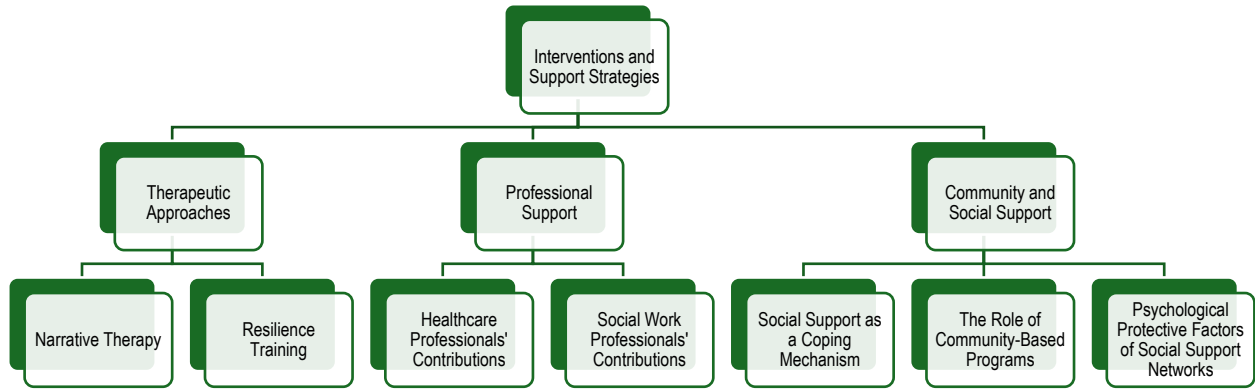 Interventions and
Support Strategies
Therapeutic
Approaches
Professional
Support
Community and
Social Support
Narrative Therapy
Resilience
Training
Healthcare
Professionals'
Contributions
Social Work
Professionals'
Contributions
Social Support as
a Coping
Mechanism
The Role of
Community-Based
Programs
Psychological
Protective Factors
of Social Support
Networks